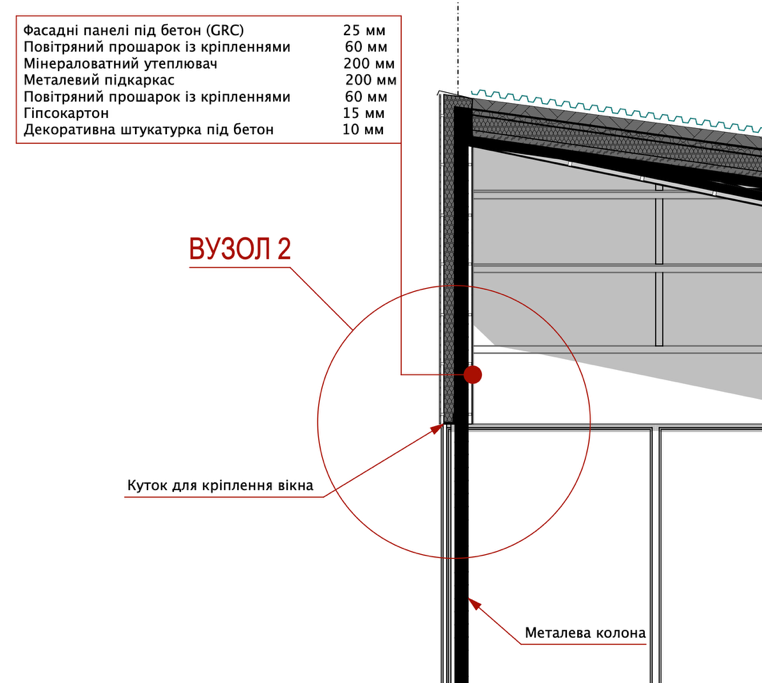 Фасадні панелі під бетон (GRC) 25 мм
Повітряний прошарок із кріпленнями 60 мм
Мінераловатний утеплювач 200 мм
Металевий підкаркас 200 мм
Повітряний прошарок із кріпленнями 60 мм
Гіпсокартон 15 мм
Декоративна штукатурка під бетон 10 мм
ВУЗОЛ 2
Куток для кріплення вікна
Металева колона